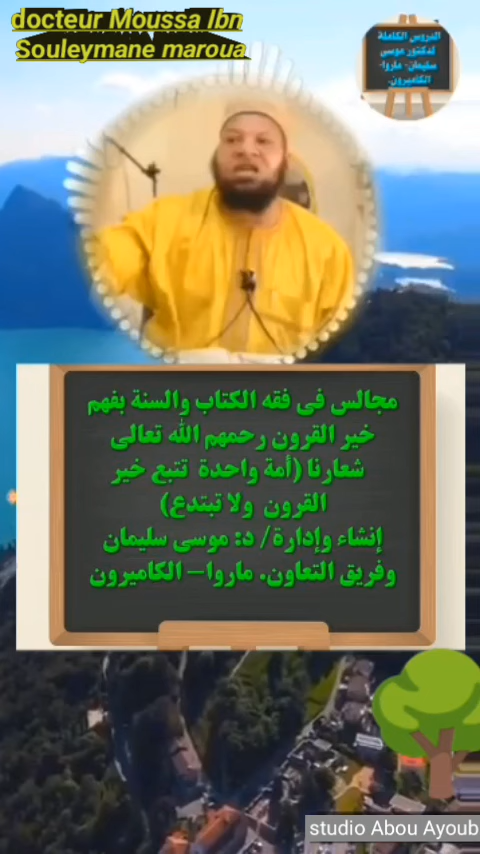 docteur Moussa Ibn
Souleymane maroua
الدروس الكاملة
لدكتور موسى
سليمان- ماروا-
الكاميرون.
مجالس في فقه الكتاب والسنة بفهم
خير القرون رحمهم الله تعالى
شعارنا (أمة واحدة تتبع خير
القرون ولا تبتدع)
إنشاء وإدارة/ د: موسى سليمان
وفريق التعاون. ماروا– الكاميرون
studio Abou Ayoub